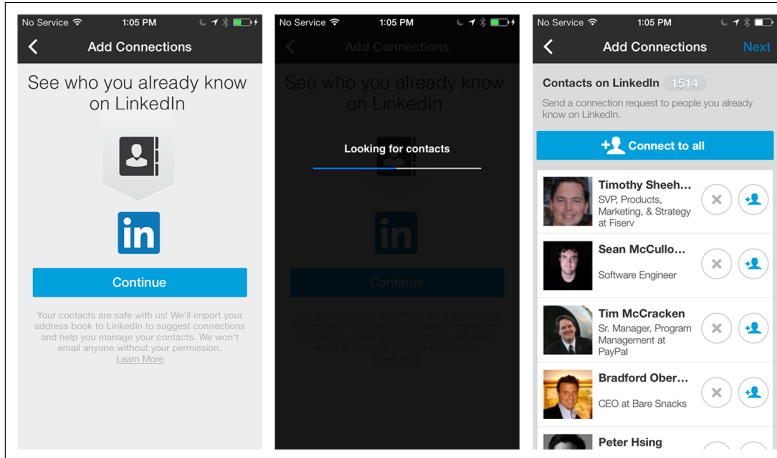 No Service 1:05 PM
Add Connections
See who you already know
on LinkedIn
in
Continue
Your contacts are safe with us! We'll import your
address book to LinkedIn to suggest connections
and help you manage your contacts. We won't
email anyone without your permission.
Learn More
No Service 1:05 PM
Add Connections
See who you already know
on LinkedIn
Looking for contacts
in
Continue
Learn More
No Service 1:05 PM
Add Connections Next
Contacts on LinkedIn 1514
Send a connection request to people you already
know on LinkedIn.
Connect to all
Timothy Sheeh...
SVP, Products,
Marketing, & Strategy
at Fiserv
Sean McCullo...
Software Engineer
Tim McCracken
Sr. Manager, Program
Management at
PayPal
Bradford Ober...
CEO at Bare Snacks
Peter Hsing